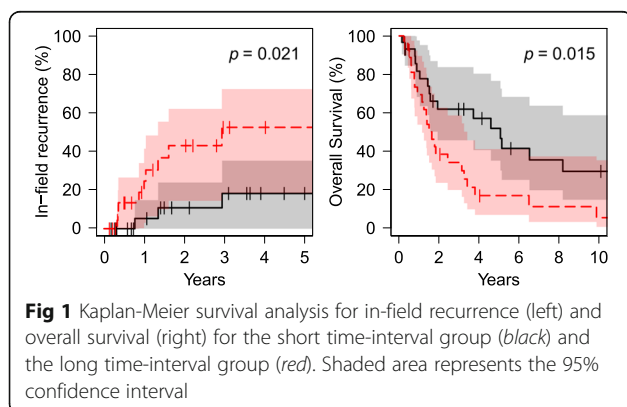 100
80
60
40
20
0
In−field recurrence (%)
p = 0.021
0 1 2 3 4 5
Years
100
80
60
40
20
0
Overall Survival (%)
p = 0.015
0 2 4 6 8 10
Years
Fig 1 Kaplan-Meier survival analysis for in-field recurrence (left) and
overall survival (right) for the short time-interval group (black) and
the long time-interval group (red). Shaded area represents the 95%
confidence interval